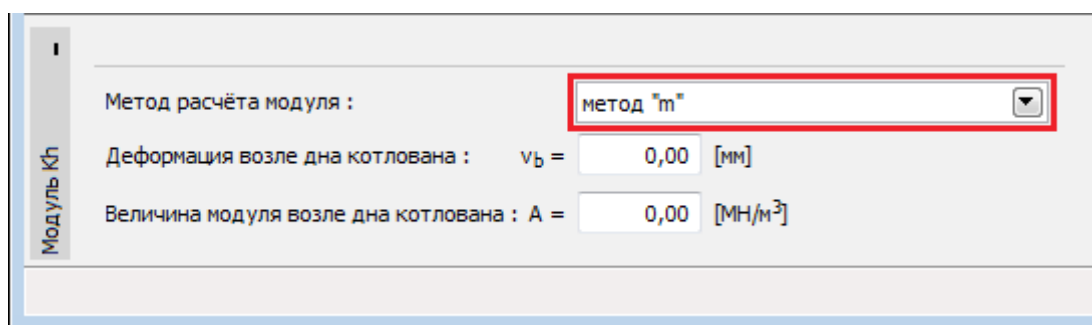 Метод расчёта модуля : метод "m"
Деформация возле дна котлована : vb = 0,00 [мм]
Величина модуля возле дна котлована : A = 0,00 [МН/м³]
Модуль Kh